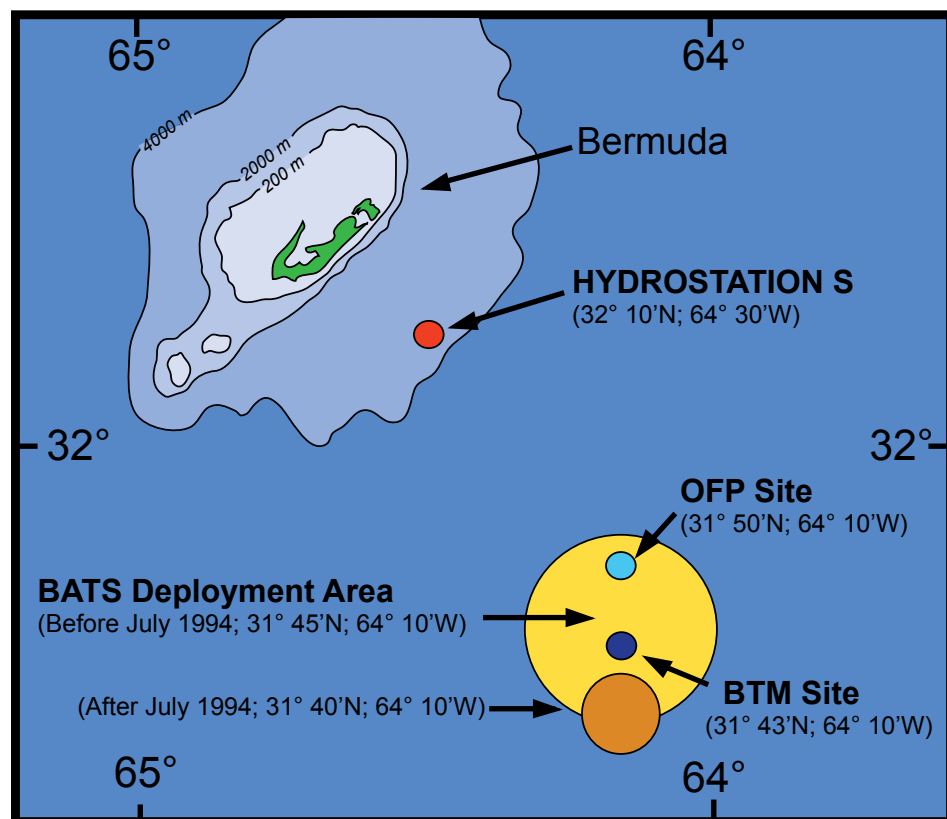 65°
64°
4000 m
2000 m
200 m
Bermuda
HYDROSTATION S
(32° 10’N; 64° 30’W)
32°
32°
OFP Site
(31° 50’N; 64° 10’W)
BATS Deployment Area
(Before July 1994; 31° 45’N; 64° 10’W)
BTM Site
(31° 43’N; 64° 10’W)
(After July 1994; 31° 40’N; 64° 10’W)
65°
64°